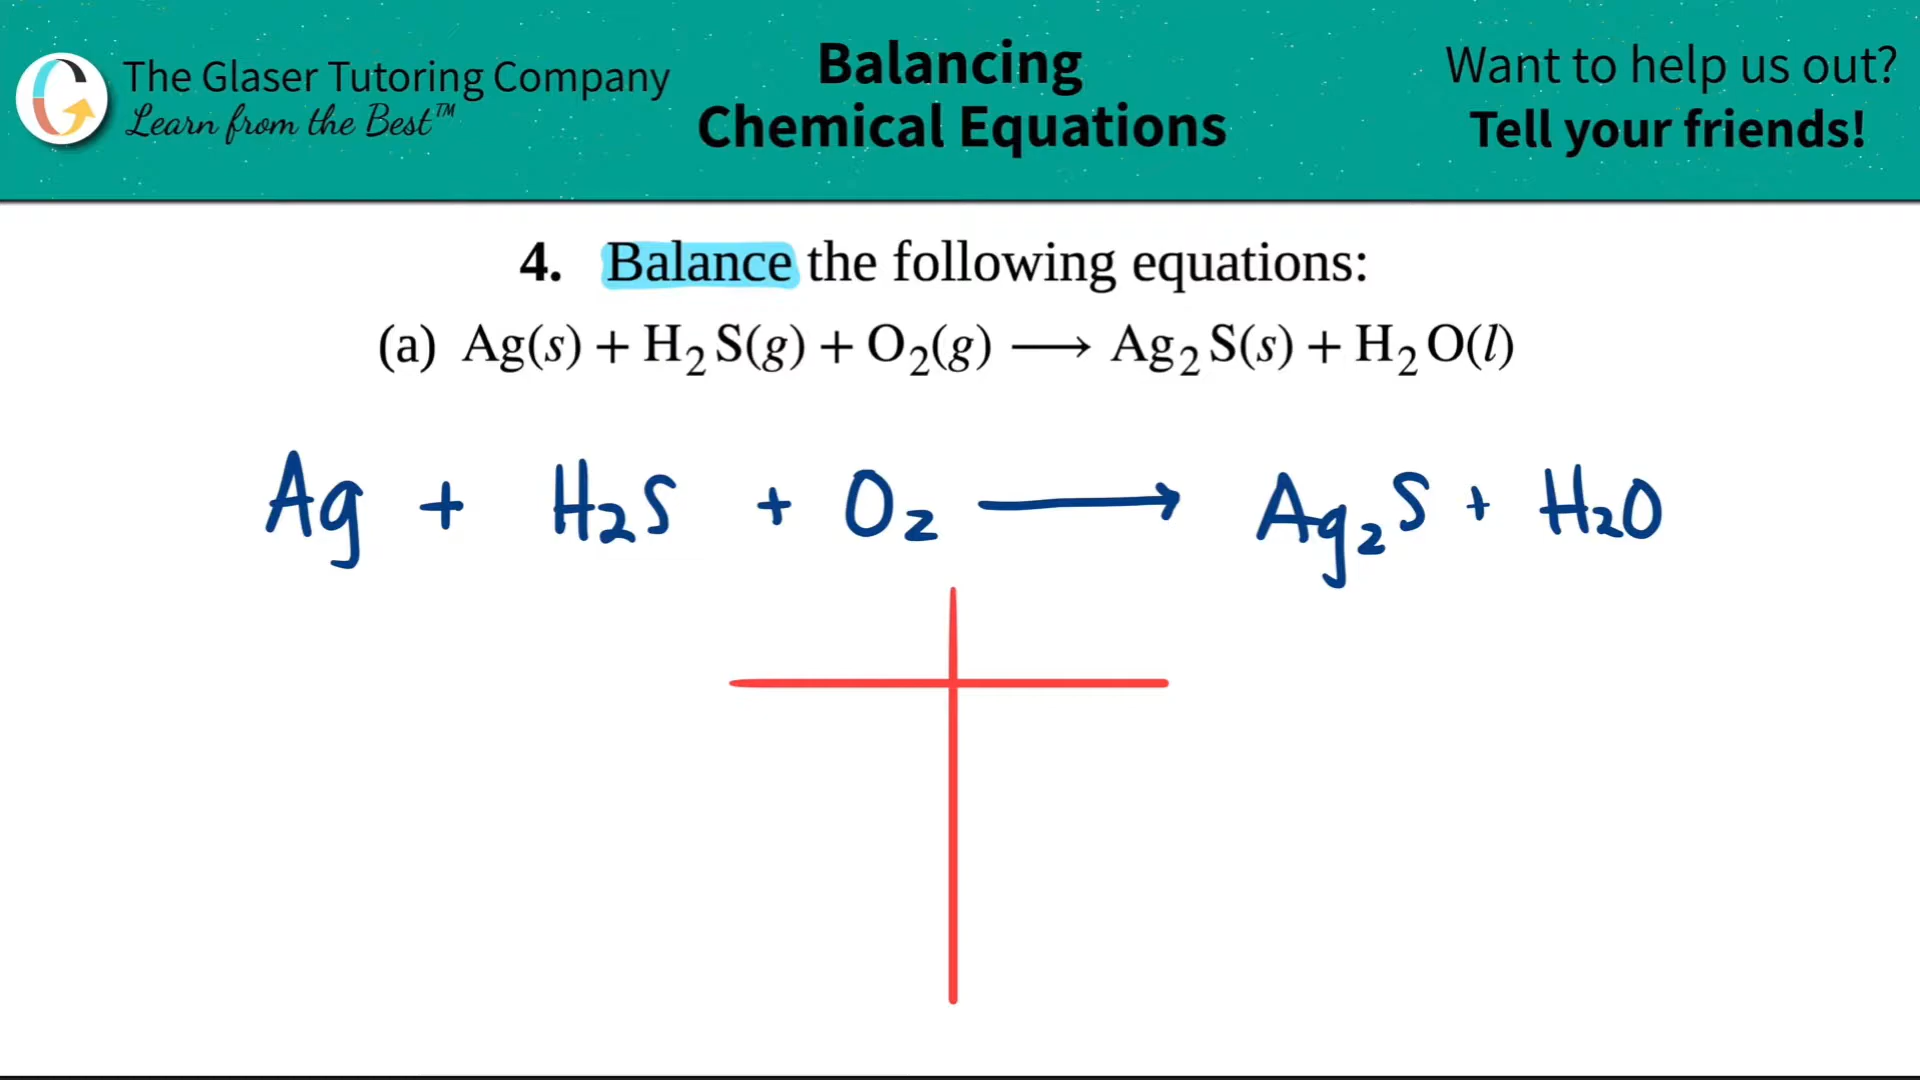 The Glaser Tutoring Company
Learn from the Best™
Balancing
Chemical Equations
Want to help us out?
Tell your friends!
4. Balance the following equations:
(a) Ag(s) + H₂S(g) + O₂(g) ⟶ Ag₂S(s) + H₂O(l)
Ag + H₂S + O₂ ⟶ Ag₂S + H₂O